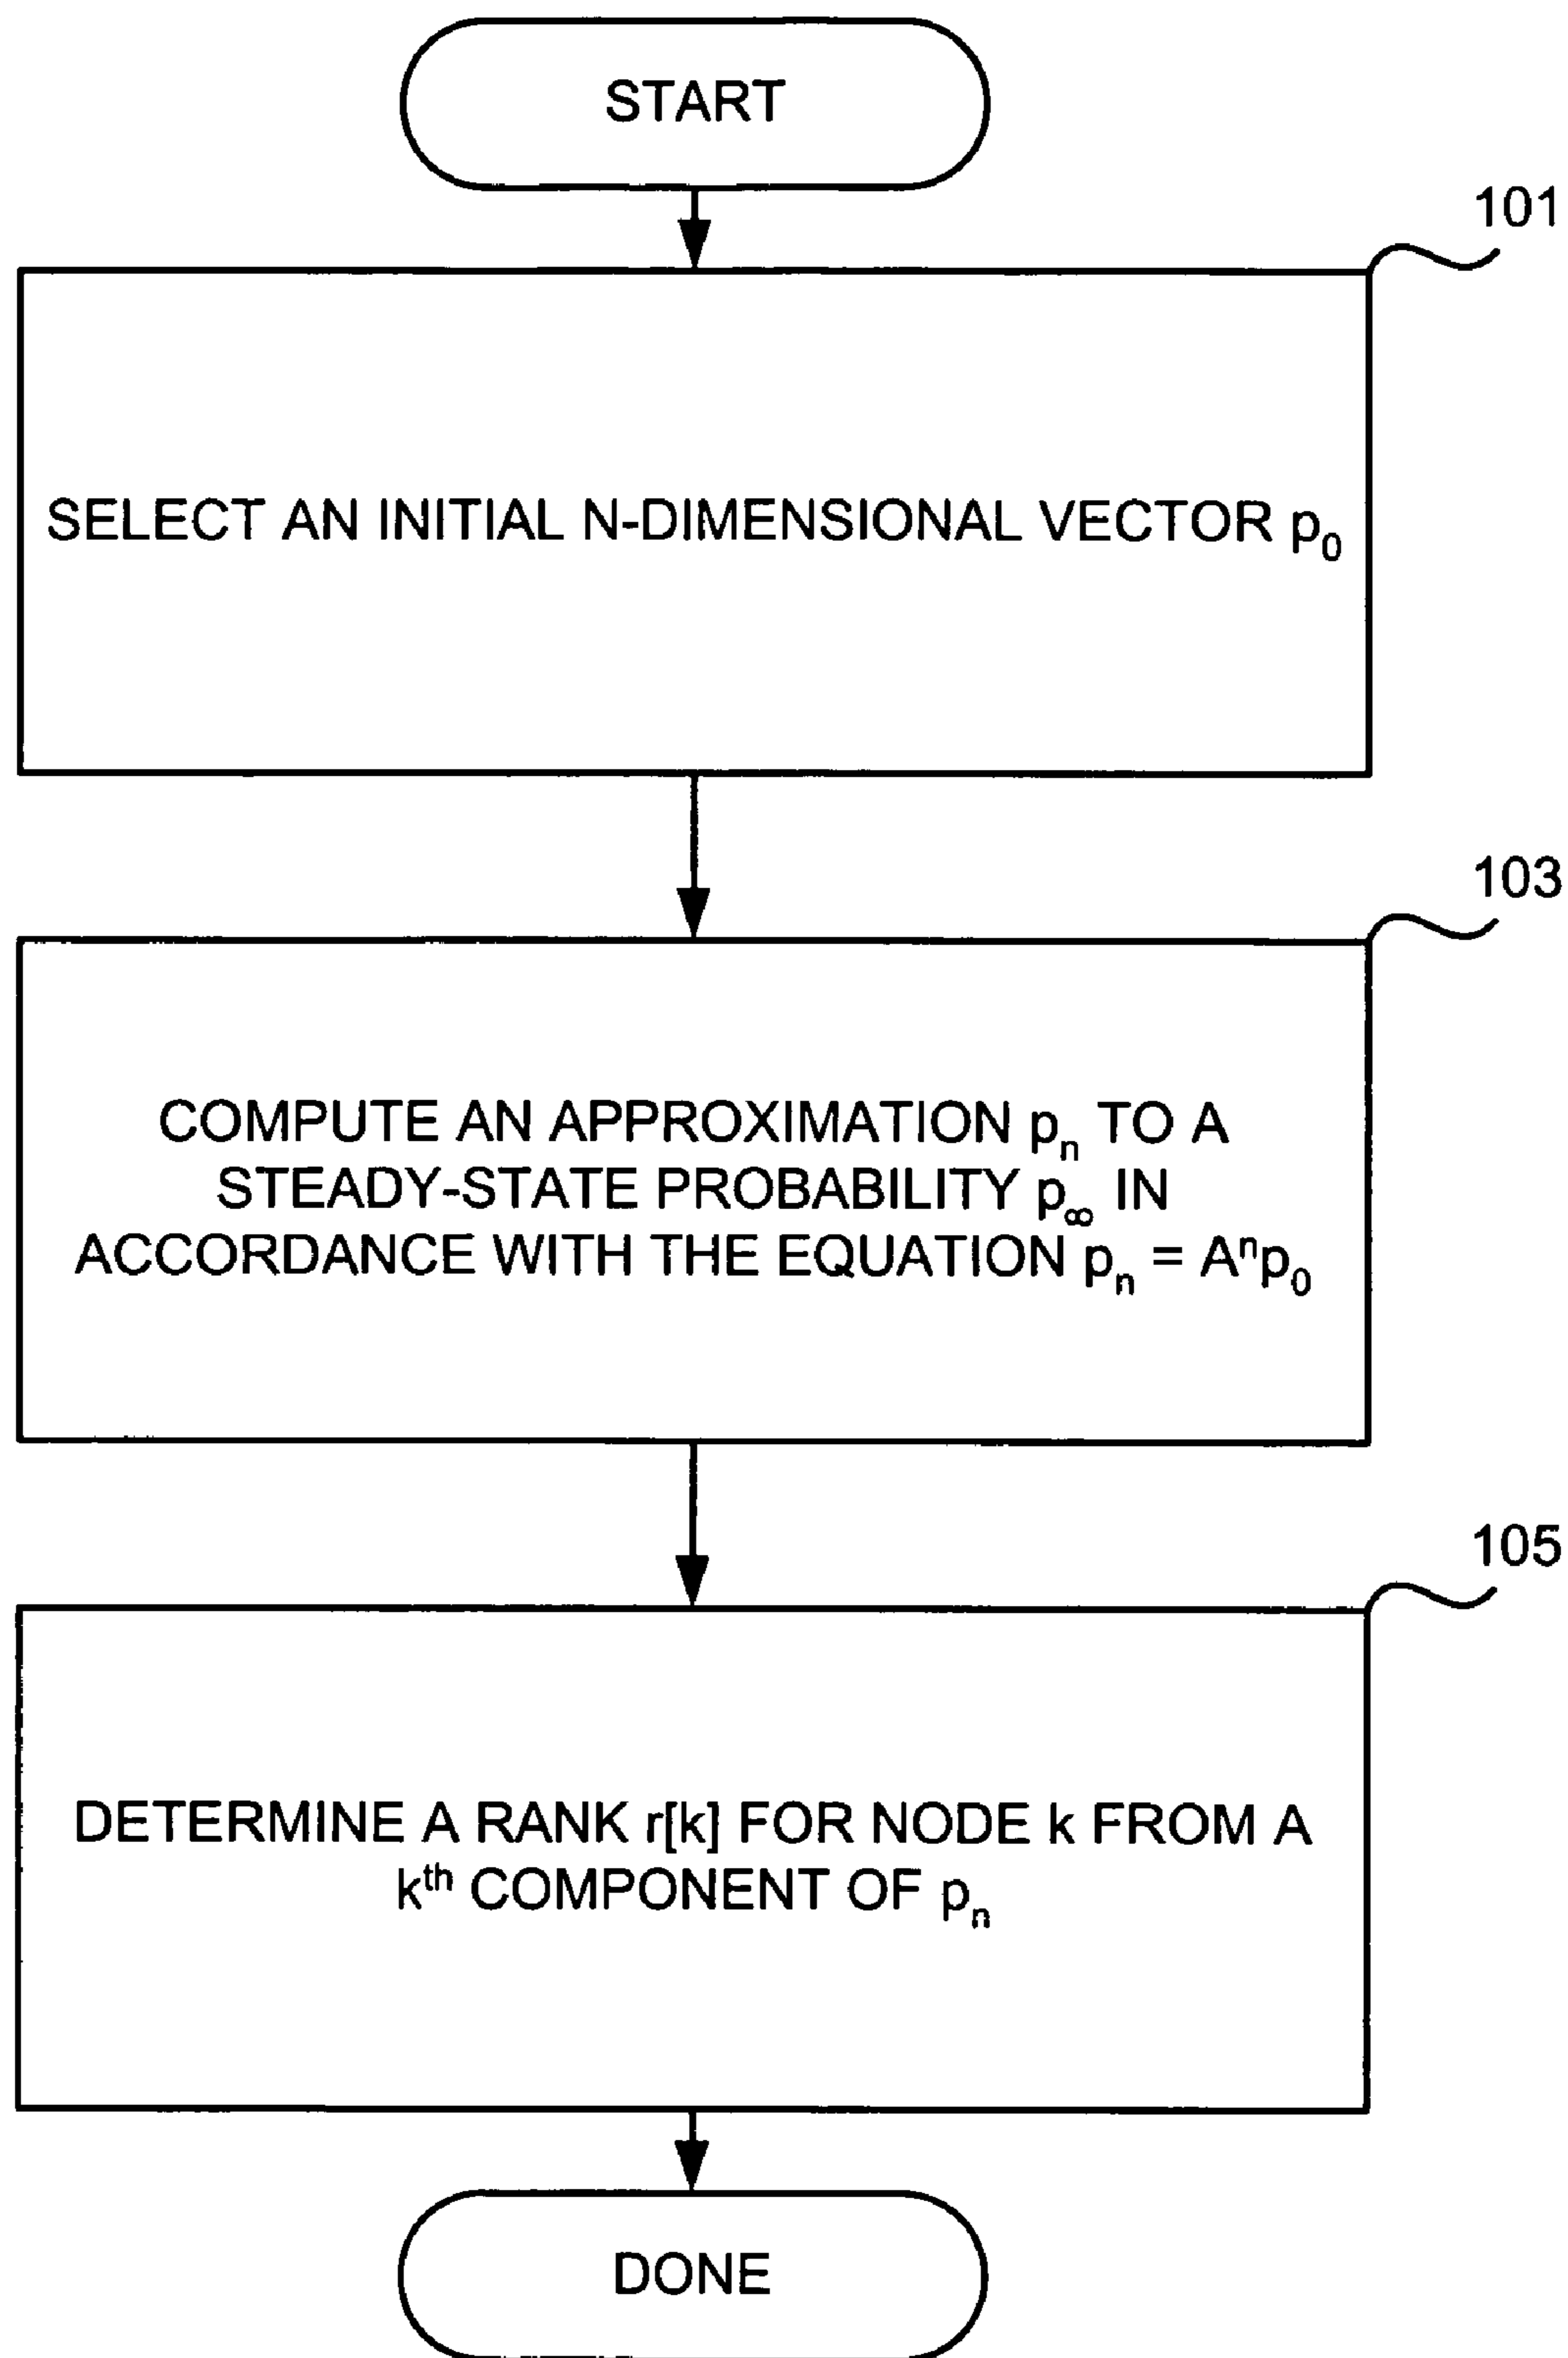 START
101
SELECT AN INITIAL N-DIMENSIONAL VECTOR p₀
103
COMPUTE AN APPROXIMATION pₙ TO A
STEADY-STATE PROBABILITY p∞ IN
ACCORDANCE WITH THE EQUATION pₙ = Aⁿp₀
105
DETERMINE A RANK r[k] FOR NODE k FROM A
kᵗʰ COMPONENT OF pₙ
DONE